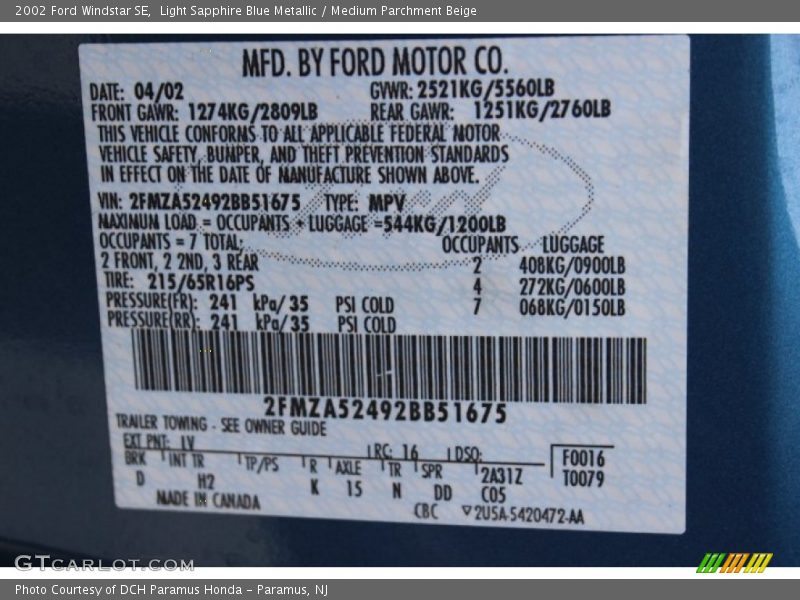 2002 Ford Windstar SE,  Light Sapphire Blue Metallic / Medium Parchment Beige
MFD. BY FORD MOTOR CO.
DATE: 04/02 GVWR: 2521KG/5560LB
FRONT GAWR: 1274KG/2809LB REAR GAWR: 1251KG/2760LB
THIS VEHICLE CONFORMS TO ALL APPLICABLE FEDERAL MOTOR
VEHICLE SAFETY, BUMPER, AND THEFT PREVENTION STANDARDS
IN EFFECT ON THE DATE OF MANUFACTURE SHOWN ABOVE.
VIN: 2FMZA52492BB51675 TYPE: MPV
MAXIMUM LOAD = OCCUPANTS + LUGGAGE =544KG/1200LB
OCCUPANTS = 7 TOTAL; OCCUPANTS LUGGAGE
2 FRONT, 2 2ND, 3 REAR 2 408KG/0900LB
TIRE: 215/65R16PS 4 272KG/0600LB
PRESSURE(FR): 241 kPa/35 PSI COLD 7 068KG/0150LB
PRESSURE(RR): 241 kPa/35 PSI COLD
2FMZA52492BB51675
TRAILER TOWING - SEE OWNER GUIDE
EXT PNT: LV RC: 16 DSO: F0016
BRK INT TR TP/PS R AXLE TR SPR 2A31Z T0079
D H2 K 15 N DD C05
MADE IN CANADA CBC ▽2U5A-5420472-AA
GTCARLOT.COM
Photo Courtesy of DCH Paramus Honda - Paramus, NJ